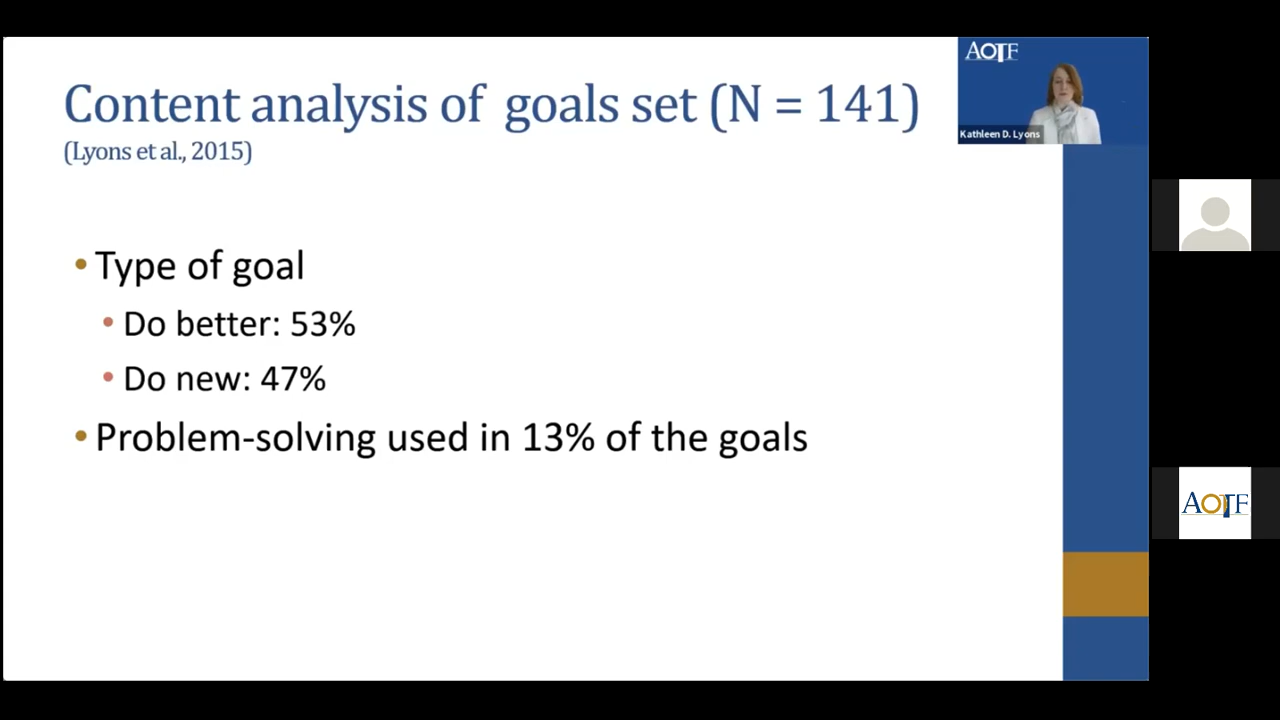 Content analysis of goals set (N = 141)
(Lyons et al., 2015)
AOTF
Kathleen D. Lyons
• Type of goal
• Do better: 53%
• Do new: 47%
• Problem-solving used in 13% of the goals
AOTF